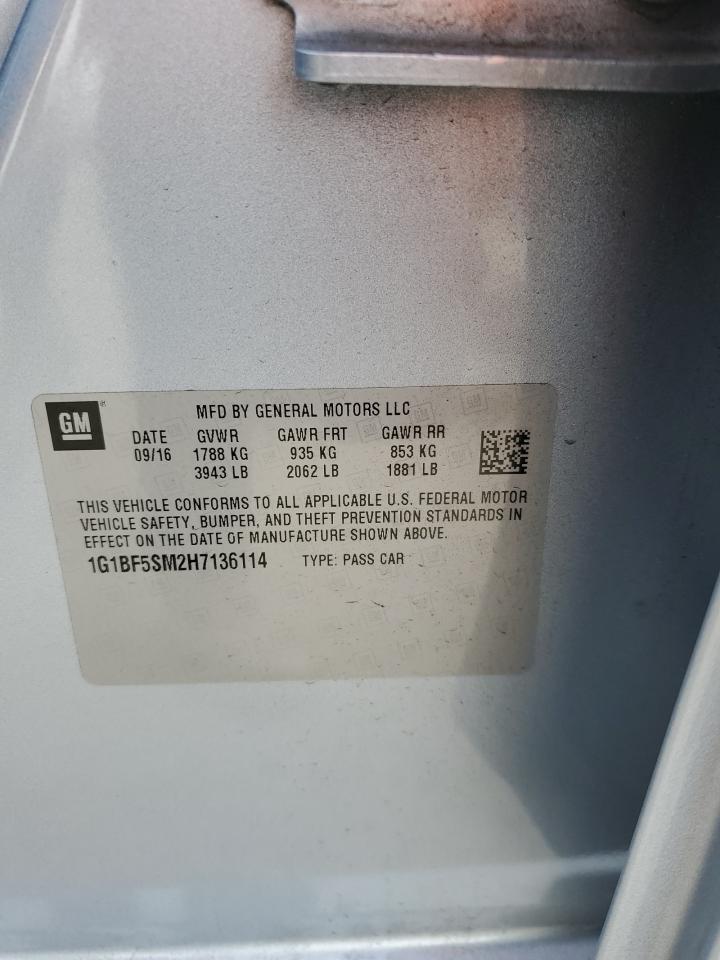 GM
MFD BY GENERAL MOTORS LLC
DATE GVWR GAWR FRT GAWR RR
09/16 1788 KG 935 KG 853 KG
3943 LB 2062 LB 1881 LB
THIS VEHICLE CONFORMS TO ALL APPLICABLE U.S. FEDERAL MOTOR
VEHICLE SAFETY, BUMPER, AND THEFT PREVENTION STANDARDS IN
EFFECT ON THE DATE OF MANUFACTURE SHOWN ABOVE.
1G1BF5SM2H7136114 TYPE: PASS CAR